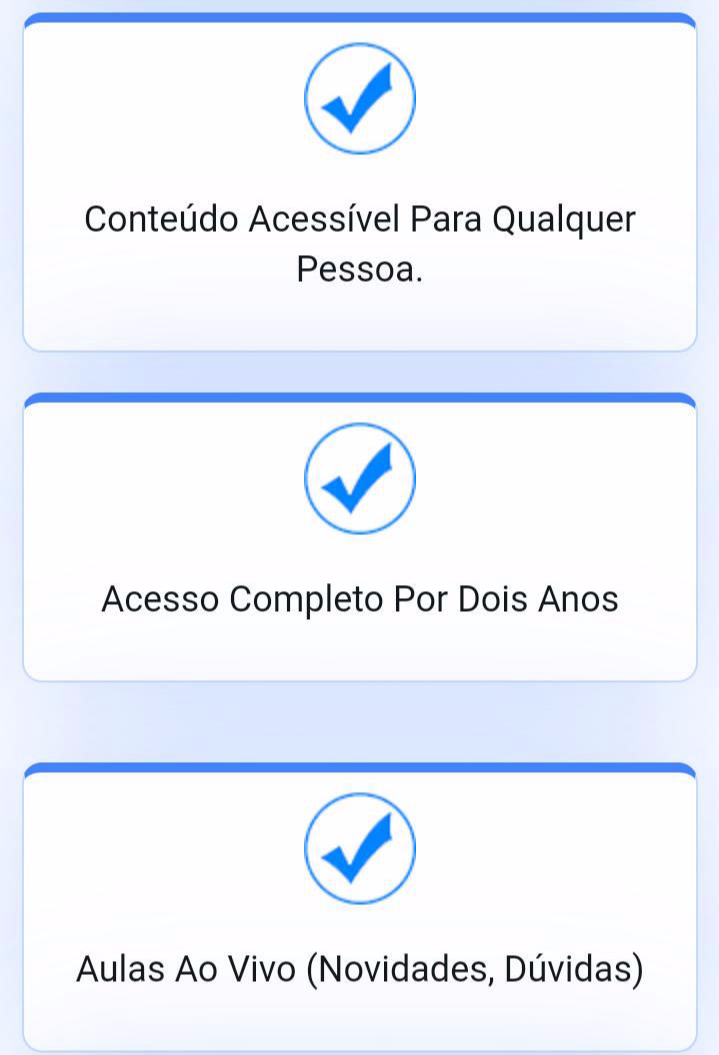 Conteúdo Acessível Para Qualquer
Pessoa.
Acesso Completo Por Dois Anos
Aulas Ao Vivo (Novidades, Dúvidas)